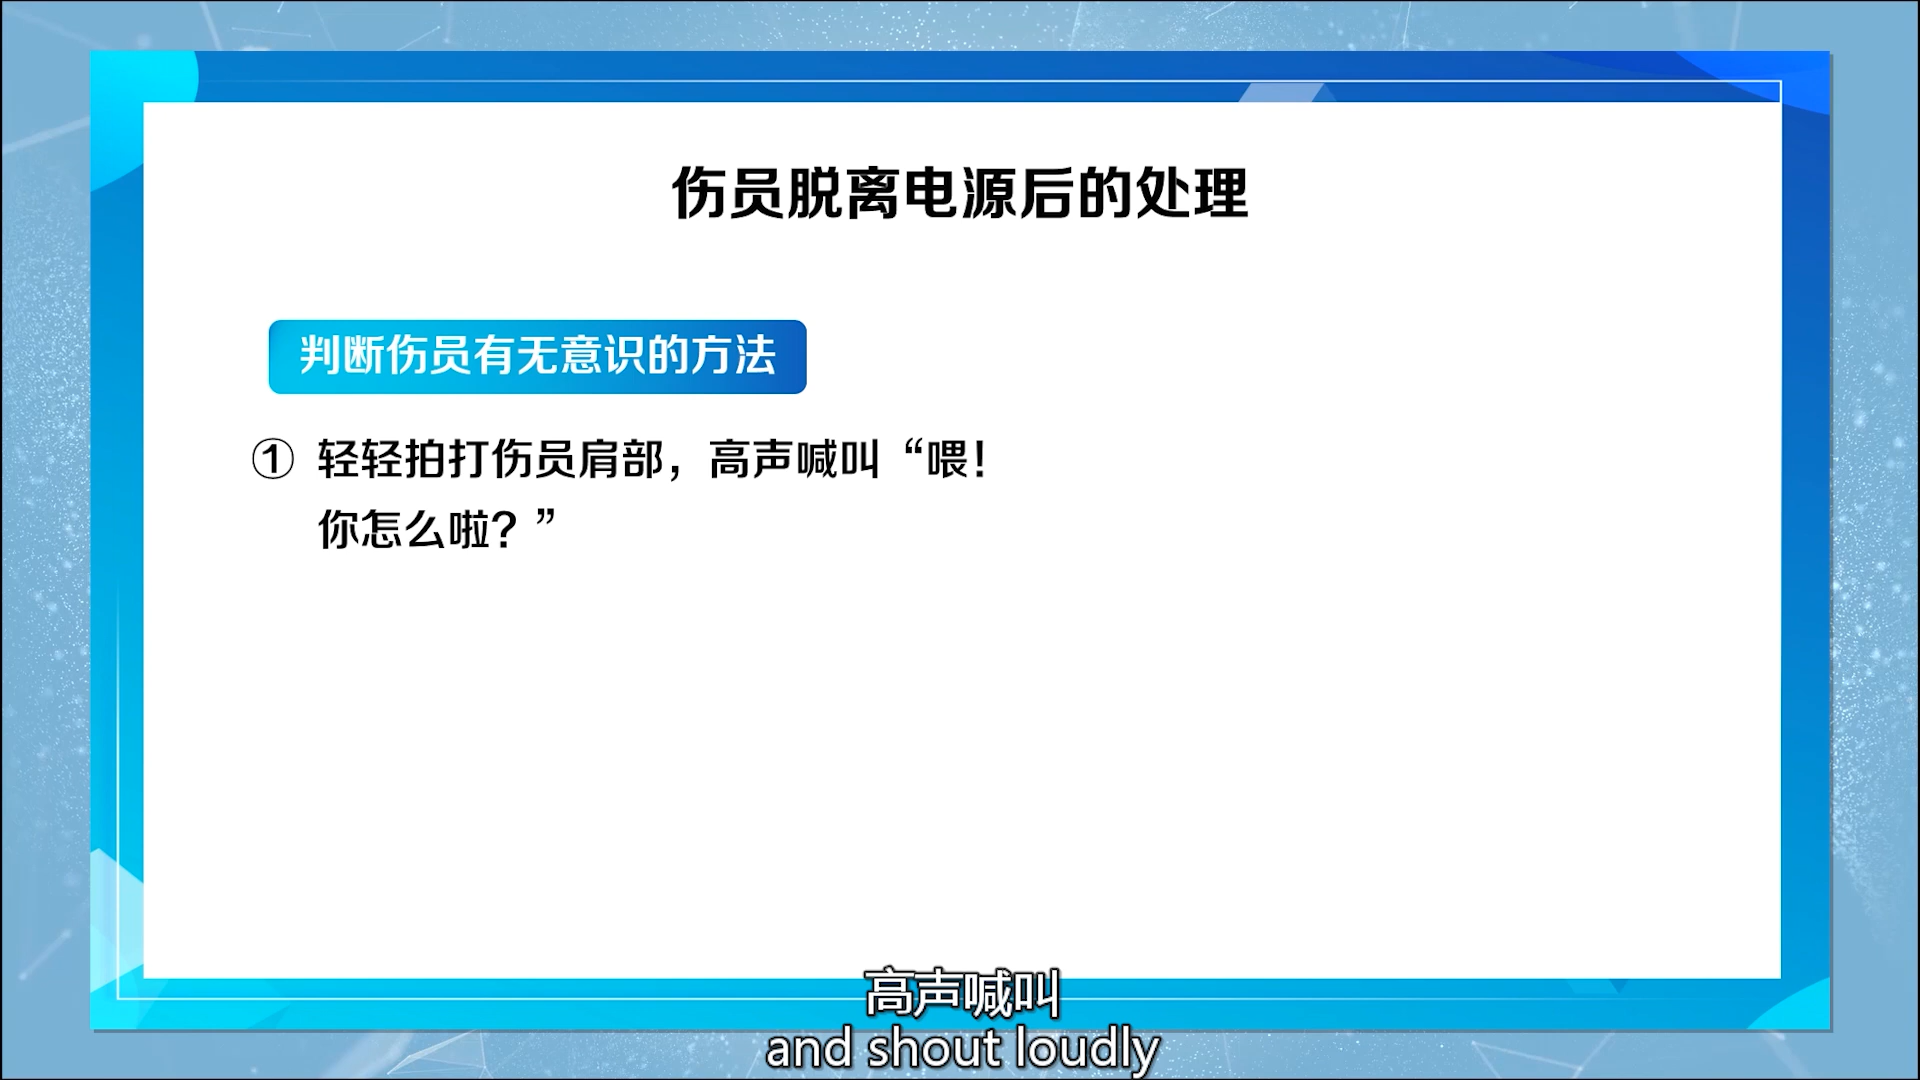 伤员脱离电源后的处理
判断伤员有无意识的方法
① 轻轻拍打伤员肩部，高声喊叫“喂！
你怎么啦？”
高声喊叫
and shout loudly